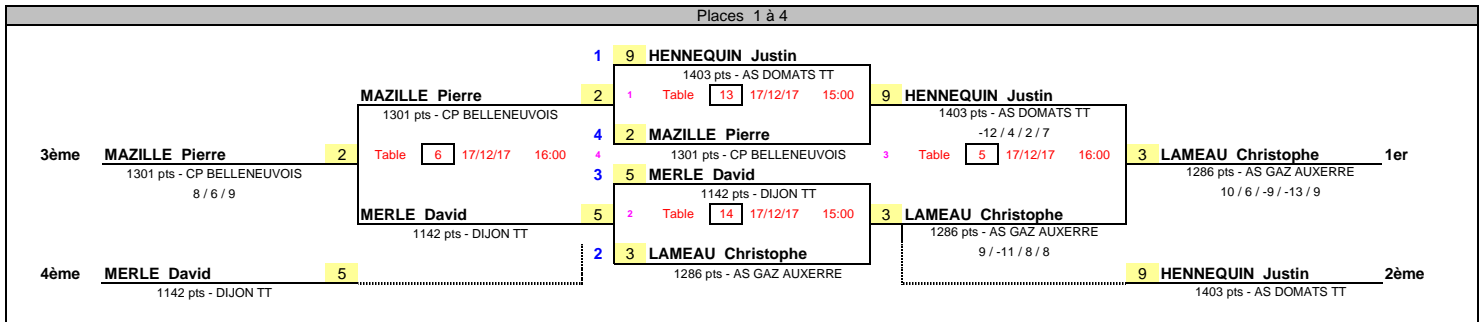 Places 1 à 4
1 9 HENNEQUIN Justin
1403 pts - AS DOMATS TT
MAZILLE Pierre 2 1 Table 13 17/12/17 15:00 9 HENNEQUIN Justin
1301 pts - CP BELLENEUVOIS 1403 pts - AS DOMATS TT
4 2 MAZILLE Pierre -12 / 4 / 2 / 7
3ème MAZILLE Pierre 2 Table 6 17/12/17 16:00 4 1301 pts - CP BELLENEUVOIS 3 Table 5 17/12/17 16:00 3 LAMEAU Christophe 1er
1301 pts - CP BELLENEUVOIS 3 5 MERLE David 1286 pts - AS GAZ AUXERRE
8 / 6 / 9 1142 pts - DIJON TT 10 / 6 / -9 / -13 / 9
MERLE David 5 2 Table 14 17/12/17 15:00 3 LAMEAU Christophe
1142 pts - DIJON TT 1286 pts - AS GAZ AUXERRE
2 3 LAMEAU Christophe 9 / -11 / 8 / 8
4ème MERLE David 5 1286 pts - AS GAZ AUXERRE 9 HENNEQUIN Justin 2ème
1142 pts - DIJON TT 1403 pts - AS DOMATS TT